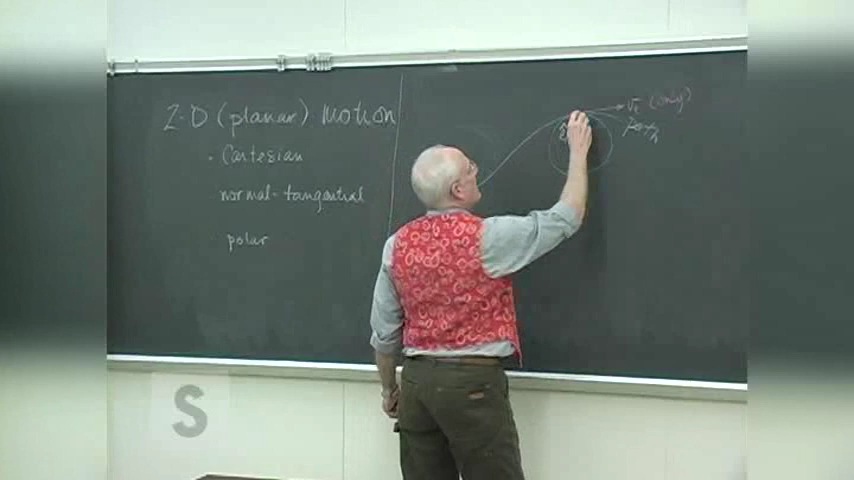 2-D (planar) Motion
• Cartesian
normal-tangential
polar
v_t (only)
Path
S